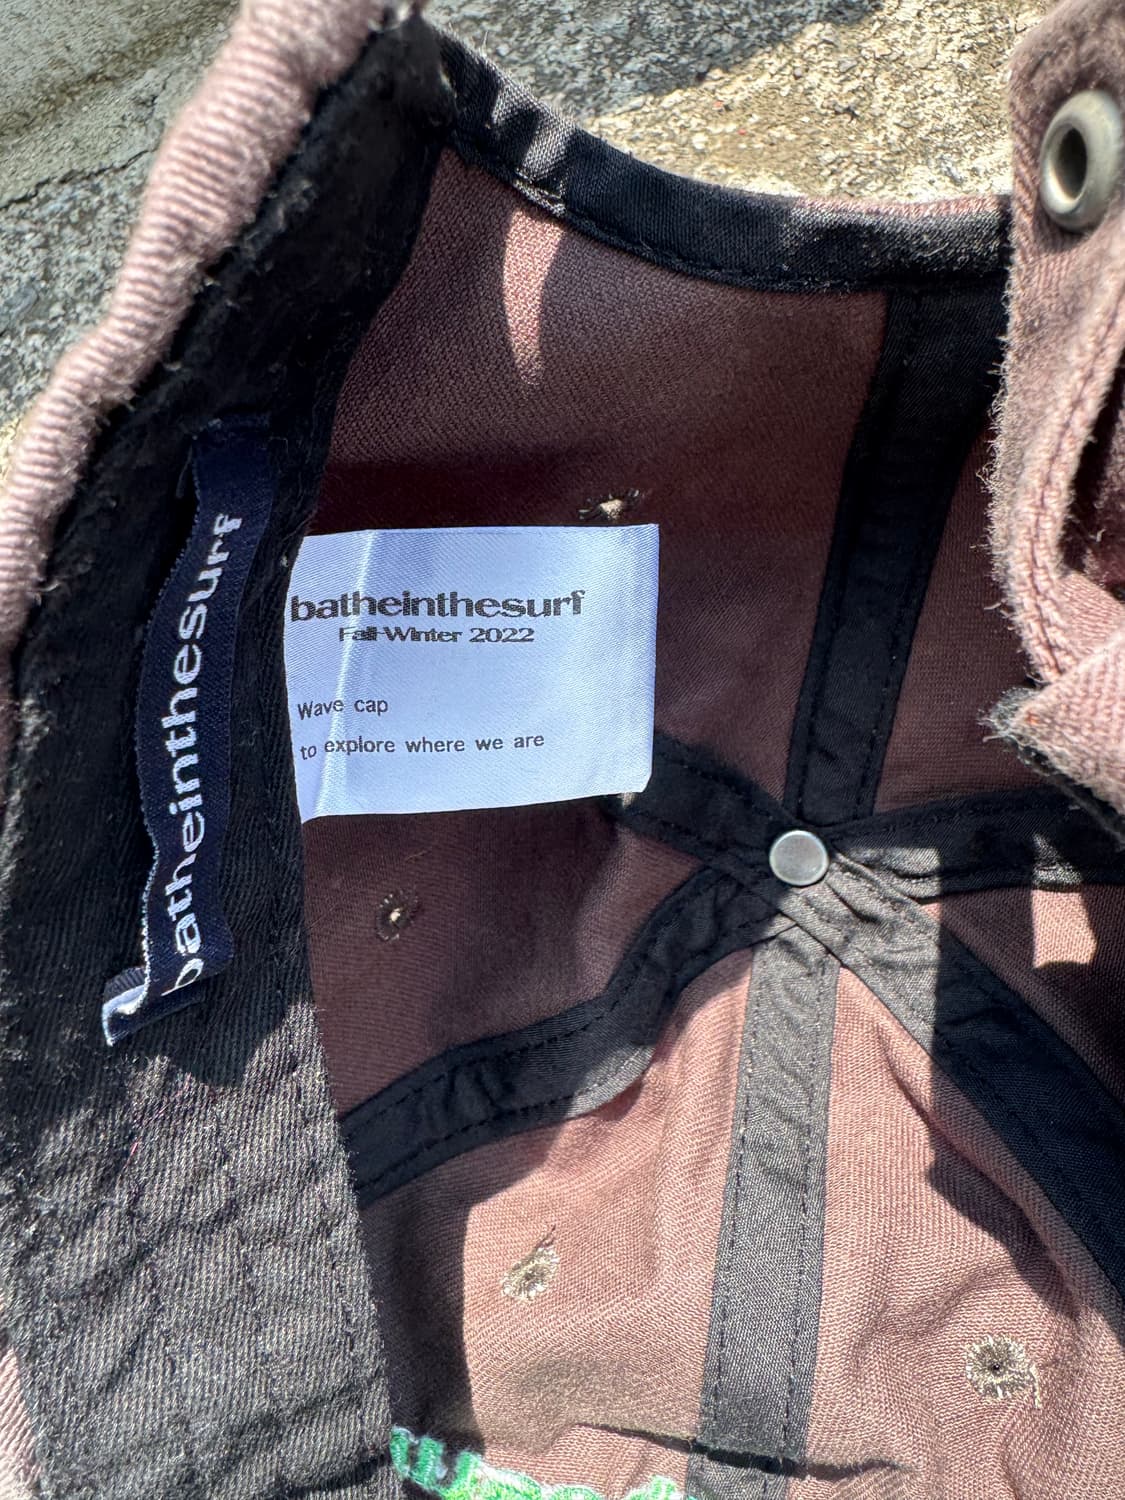 batheinthesurf
batheinthesurf
Fall-Winter 2022
Wave cap
to explore where we are